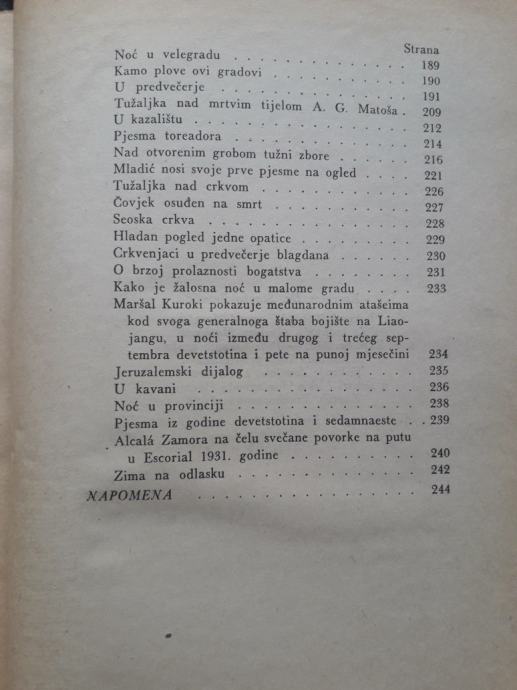 Strana
Noć u velegradu . . . . . . . . . . . . . 189
Kamo plove ovi gradovi . . . . . . . . . . 190
U predvečerje . . . . . . . . . . . . . . 191
Tužaljka nad mrtvim tijelom A. G. Matoša . 209
U kazalištu . . . . . . . . . . . . . . . 212
Pjesma toreadora . . . . . . . . . . . . . 214
Nad otvorenim grobom tužni zbore . . . . . 216
Mladić nosi svoje prve pjesme na ogled . . . . 221
Tužaljka nad crkvom . . . . . . . . . . . 226
Čovjek osuđen na smrt . . . . . . . . . . 227
Seoska crkva . . . . . . . . . . . . . . 228
Hladan pogled jedne opatice . . . . . . . . 229
Crkvenjaci u predvečerje blagdana . . . . . 230
O brzoj prolaznosti bogatstva . . . . . . . 231
Kako je žalosna noć u malome gradu . . . . 233
Maršal Kuroki pokazuje međunarodnim atašeima
kod svoga generalnoga štaba bojište na Liao-
jangu, u noći između drugog i trećeg sep-
tembra devetstotina i pete na punoj mjesečini 234
Jeruzalemski dijalog . . . . . . . . . . . 235
U kavani . . . . . . . . . . . . . . . 236
Noć u provinciji . . . . . . . . . . . . . 238
Pjesma iz godine devetstotina i sedamnaeste . . 239
Alcalá Zamora na čelu svečane povorke na putu
u Escorial 1931. godine . . . . . . . . . 240
Zima na odlasku . . . . . . . . . . . . . 242
NAPOMENA . . . . . . . . . . . . . . . 244